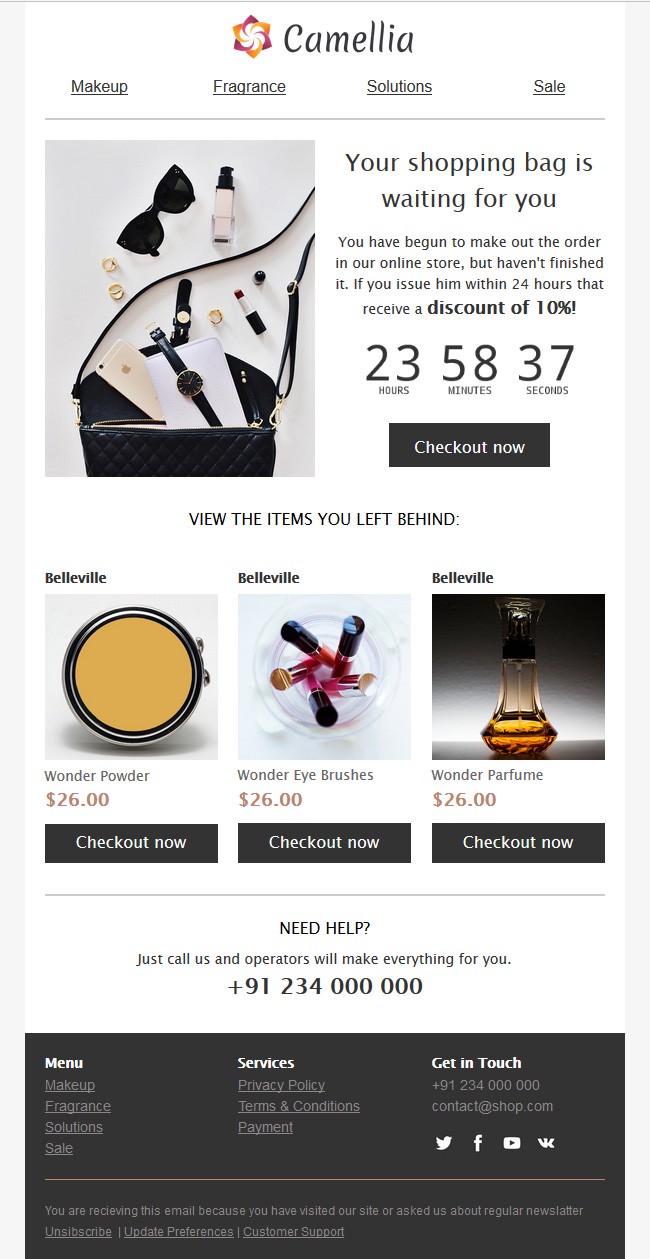 Camellia
Makeup
Fragrance
Solutions
Sale
Your shopping bag is
waiting for you
You have begun to make out the order
in our online store, but haven't finished
it. If you issue him within 24 hours that
receive a discount of 10%!
23 58 37
HOURS MINUTES SECONDS
Checkout now
VIEW THE ITEMS YOU LEFT BEHIND:
Belleville
Wonder Powder
$26.00
Checkout now
Belleville
Wonder Eye Brushes
$26.00
Checkout now
Belleville
Wonder Parfume
$26.00
Checkout now
NEED HELP?
Just call us and operators will make everything for you.
+91 234 000 000
Menu
Makeup
Fragrance
Solutions
Sale
Services
Privacy Policy
Terms & Conditions
Payment
Get in Touch
+91 234 000 000
contact@shop.com
You are recieving this email because you have visited our site or asked us about regular newslatter
Unsibscribe | Update Preferences | Customer Support